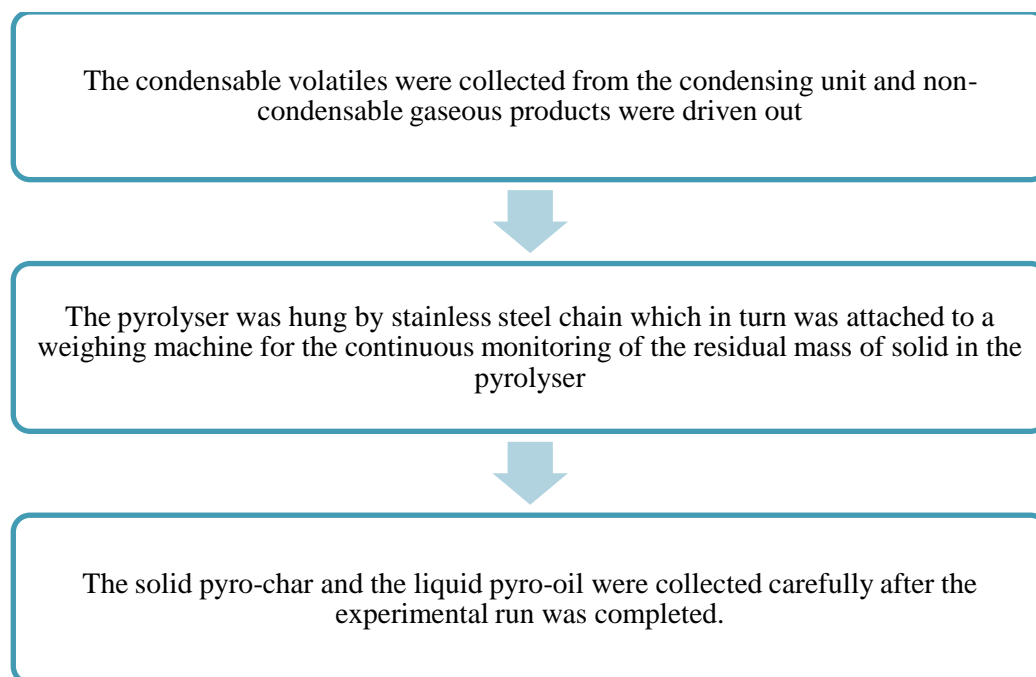 The condensable volatiles were collected from the condensing unit and non-
condensable gaseous products were driven out
The pyrolyser was hung by stainless steel chain which in turn was attached to a
weighing machine for the continuous monitoring of the residual mass of solid in the
pyrolyser
The solid pyro-char and the liquid pyro-oil were collected carefully after the
experimental run was completed.